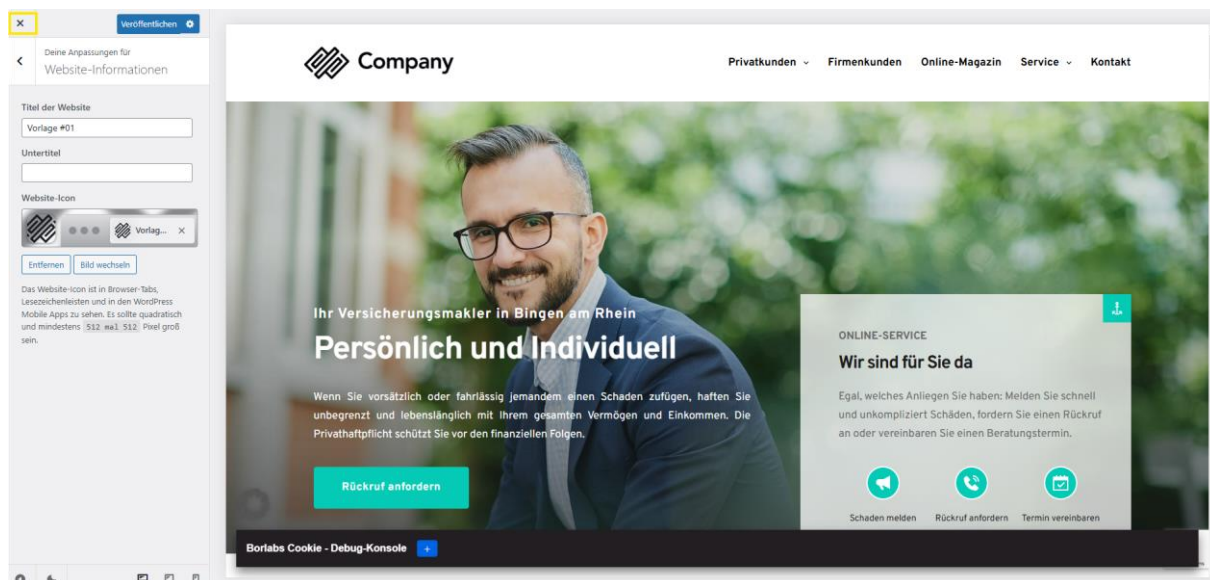 ×
Veröffentlichen
Deine Anpassungen für
Website-Informationen
Titel der Website
Vorlage #01
Untertitel
Website-Icon
Vorlag... ×
Entfernen
Bild wechseln
Das Website-Icon ist in Browser-Tabs,
Lesezeichenleisten und in den WordPress
Mobile Apps zu sehen. Es sollte quadratisch
und mindestens 512 mal 512 Pixel groß
sein.
Company
Privatkunden
Firmenkunden
Online-Magazin
Service
Kontakt
Ihr Versicherungsmakler in Bingen am Rhein
Persönlich und Individuell
Wenn Sie vorsätzlich oder fahrlässig jemandem einen Schaden zufügen, haften Sie
unbegrenzt und lebenslänglich mit Ihrem gesamten Vermögen und Einkommen. Die
Privathaftpflicht schützt Sie vor den finanziellen Folgen.
Rückruf anfordern
ONLINE-SERVICE
Wir sind für Sie da
Egal, welches Anliegen Sie haben: Melden Sie schnell
und unkompliziert Schäden, fordern Sie einen Rückruf
an oder vereinbaren Sie einen Beratungstermin.
Schaden melden
Rückruf anfordern
Termin vereinbaren
Borlabs Cookie - Debug-Konsole +